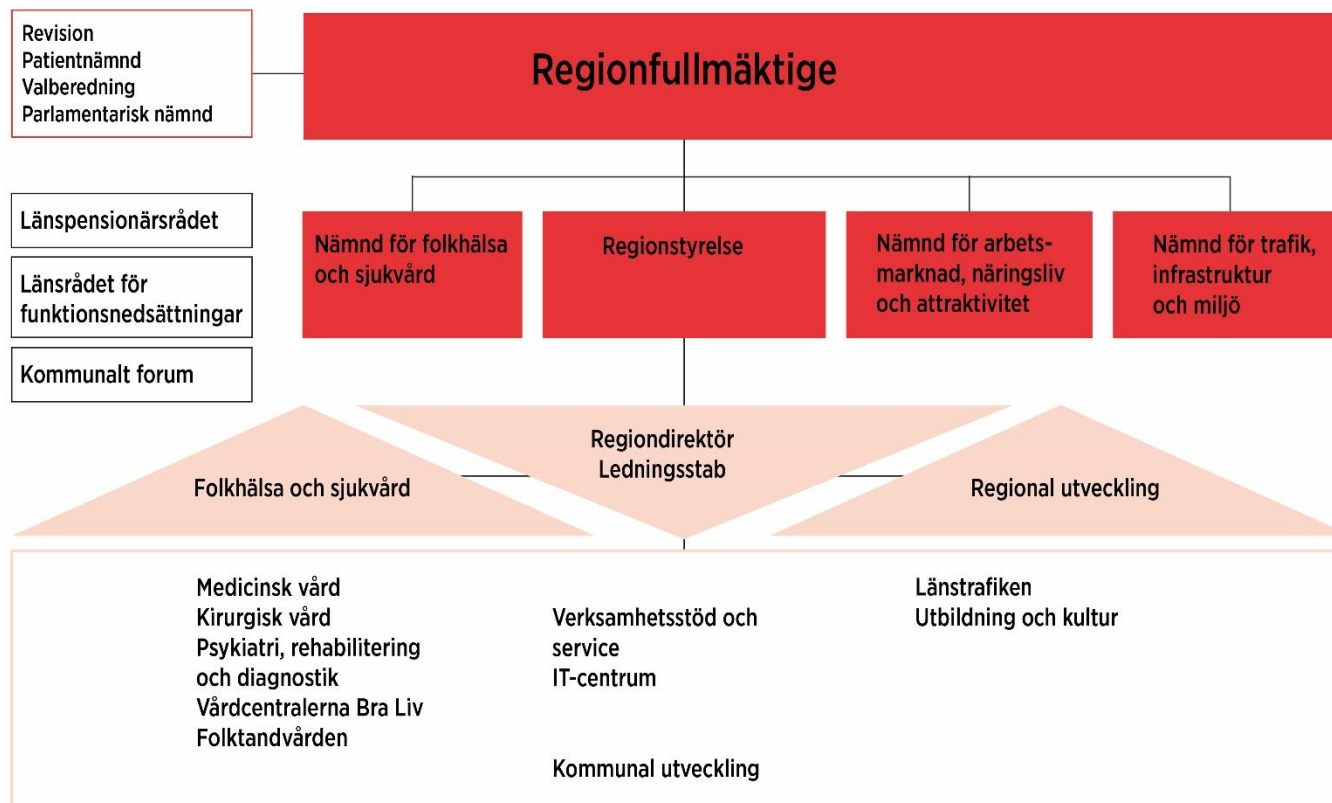 Revision
Patientnämnd
Valberedning
Parlamentarisk nämnd
Regionfullmäktige
Länspensionärsrådet
Länsrådet för
funktionsnedsättningar
Kommunalt forum
Nämnd för folkhälsa
och sjukvård
Regionstyrelse
Nämnd för arbets-
marknad, näringsliv
och attraktivitet
Nämnd för trafik,
infrastruktur
och miljö
Folkhälsa och sjukvård
Regiondirektör
Ledningsstab
Regional utveckling
Medicinsk vård
Kirurgisk vård
Psykiatri, rehabilitering
och diagnostik
Vårdcentralerna Bra Liv
Folktandvården
Verksamhetsstöd och
service
IT-centrum
Kommunal utveckling
Länstrafiken
Utbildning och kultur